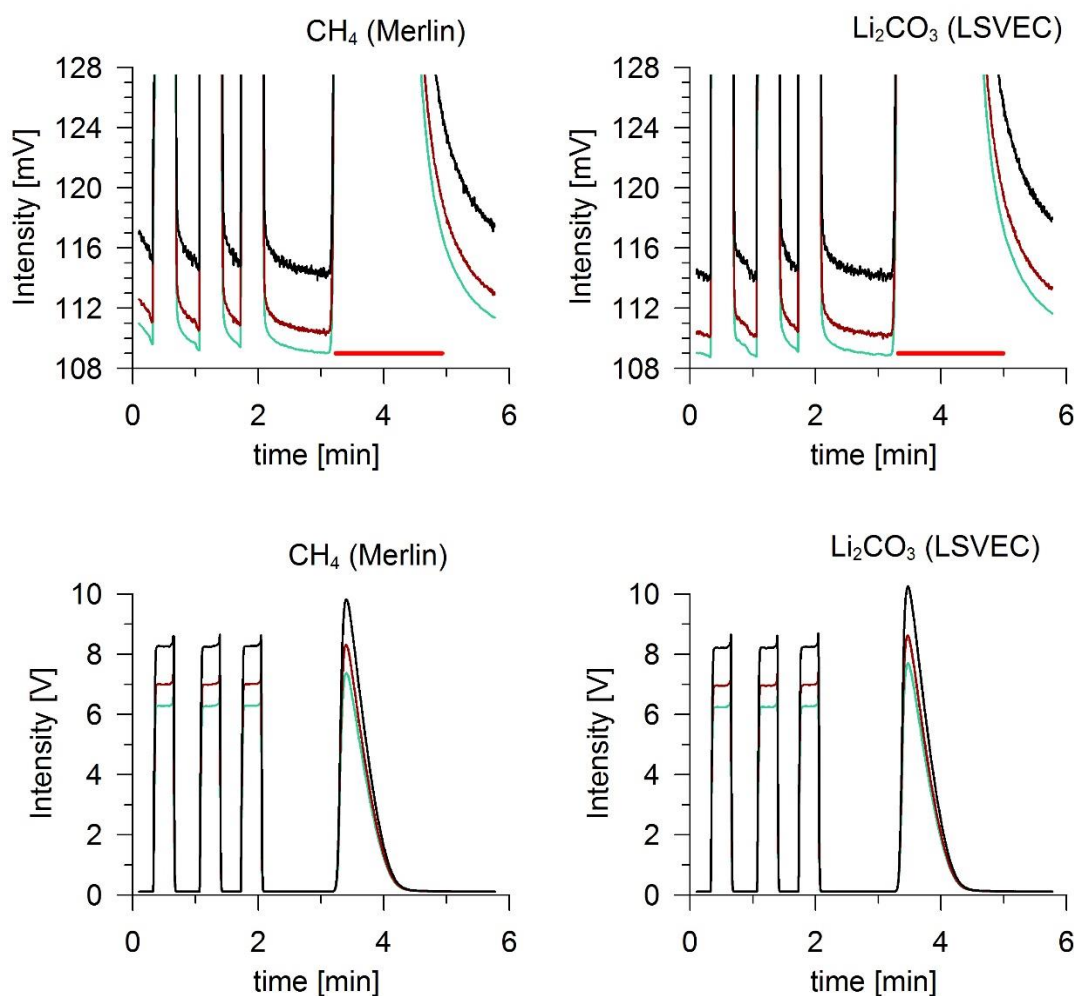 CH₄ (Merlin)
Li₂CO₃ (LSVEC)
Intensity [mV]
128
124
120
116
112
108
0 2 4 6
time [min]
Intensity [mV]
128
124
120
116
112
108
0 2 4 6
time [min]
CH₄ (Merlin)
Li₂CO₃ (LSVEC)
Intensity [V]
10
8
6
4
2
0
0 2 4 6
time [min]
Intensity [V]
10
8
6
4
2
0
0 2 4 6
time [min]